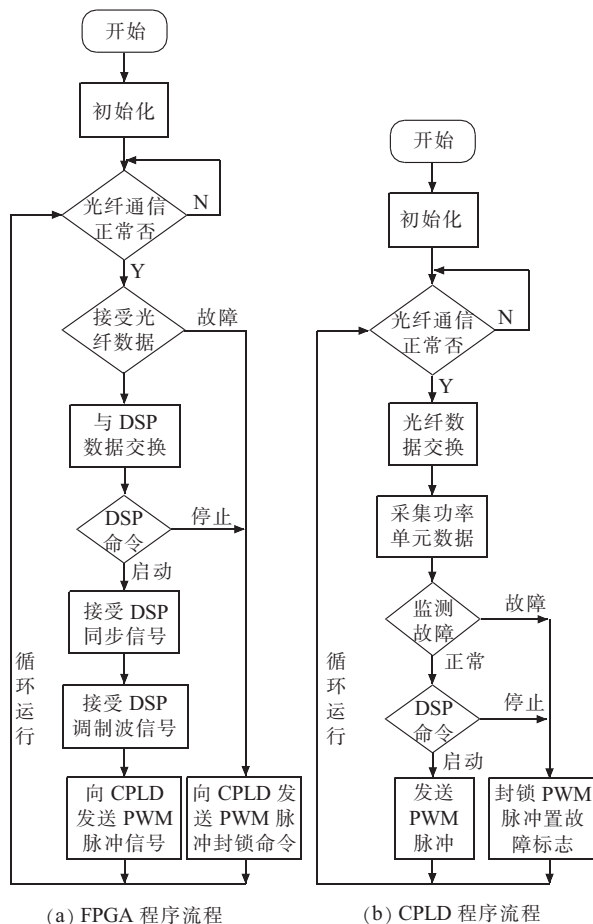 开始
初始化
光纤通信
正常否
N
Y
接受光
纤数据
故障
与 DSP
数据交换
DSP
命令
停止
启动
接受 DSP
同步信号
接受 DSP
调制波信号
向 CPLD
发送 PWM
脉冲信号
向 CPLD 发
送 PWM 脉
冲封锁命令
循
环
运
行
(a) FPGA 程序流程
开始
初始化
光纤通信
正常否
N
Y
光纤数
据交换
采集功率
单元数据
监测
故障
故障
正常
DSP
命令
停止
启动
发送
PWM
脉冲
封锁 PWM
脉冲置故
障标志
循
环
运
行
(b) CPLD 程序流程